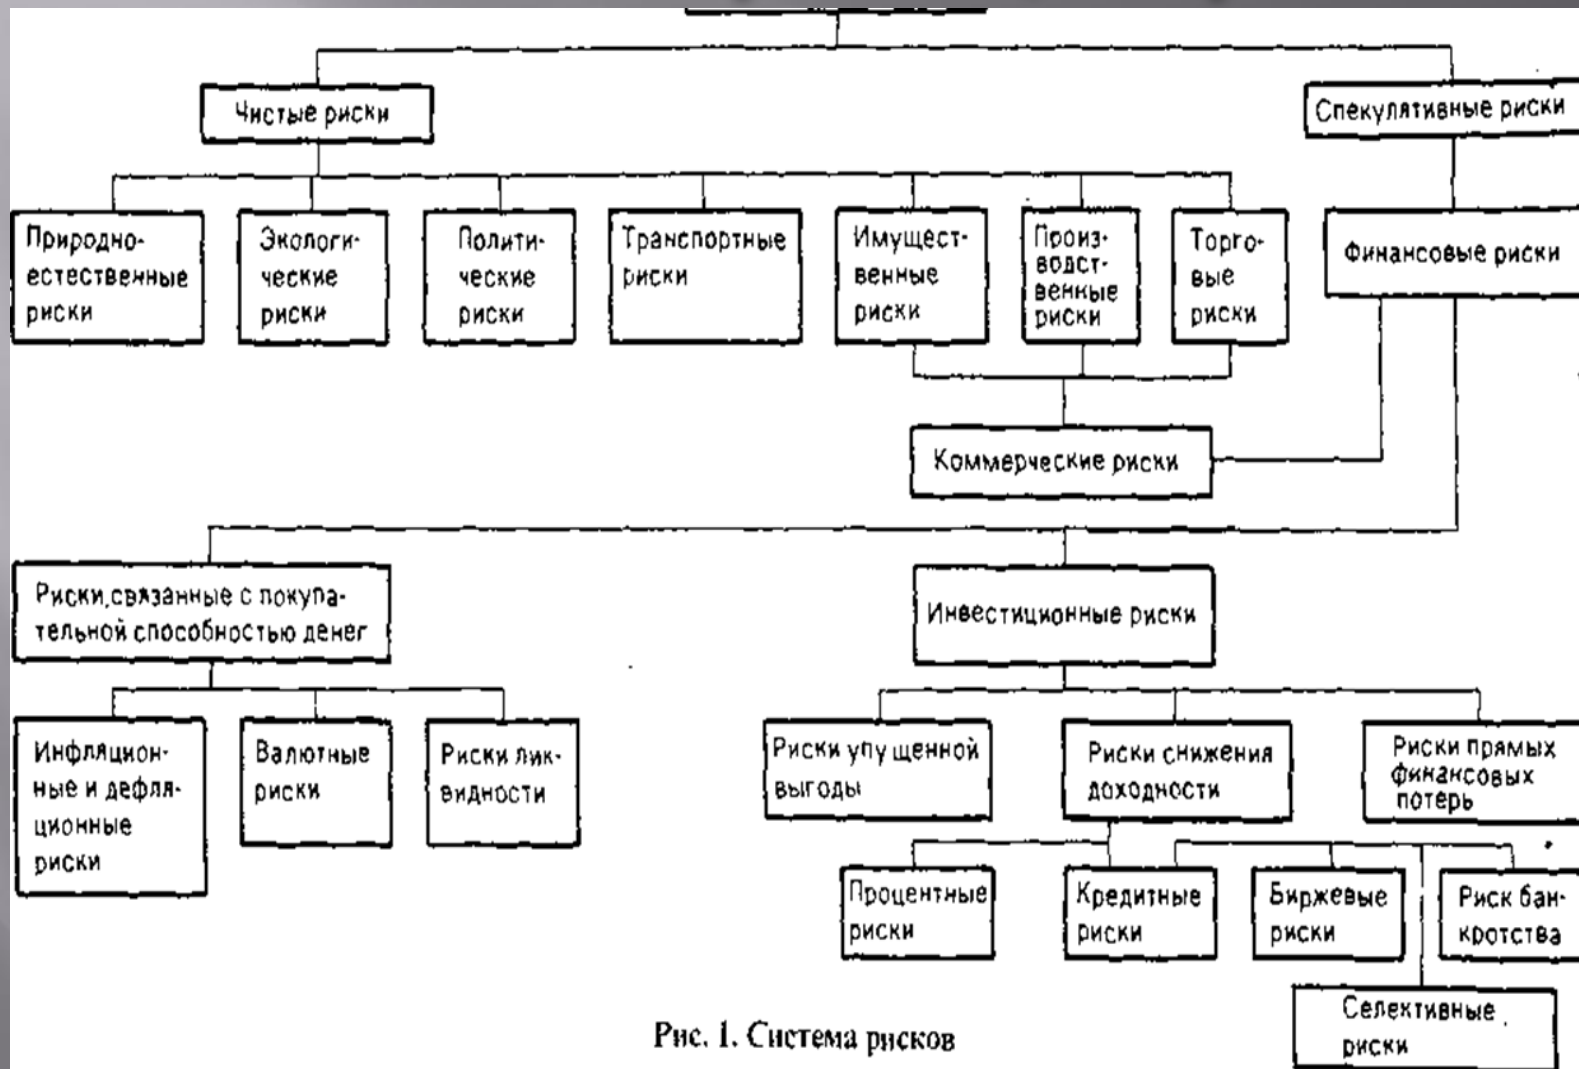 Чистые риски
Спекулятивные риски
Природно-
естественные
риски
Экологи-
ческие
риски
Полити-
ческие
риски
Транспортные
риски
Имущест-
венные
риски
Произ-
водст-
венные
риски
Торго-
вые
риски
Финансовые риски
Коммерческие риски
Риски, связанные с покупа-
тельной способностью денег
Инвестиционные риски
Инфляцион-
ные и дефля-
ционные
риски
Валютные
риски
Риски лик-
видности
Риски упущенной
выгоды
Риски снижения
доходности
Риски прямых
финансовых
потерь
Процентные
риски
Кредитные
риски
Биржевые
риски
Риск бан-
кротства
Селективные
риски
Рис. 1. Система рисков